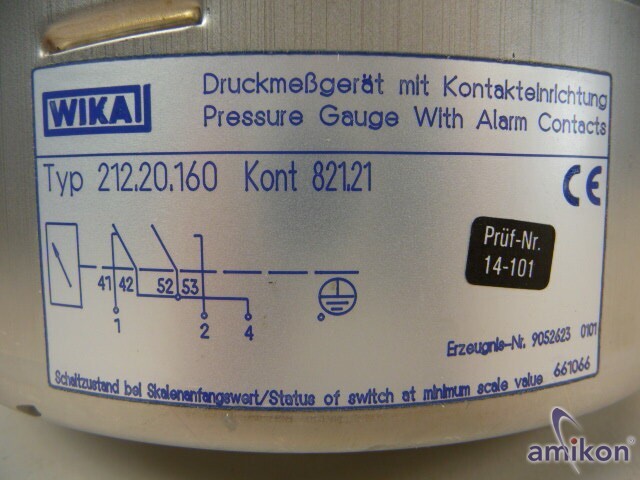 WIKA
Druckmeßgerät mit Kontakteinrichtung
Pressure Gauge With Alarm Contacts
Typ 212.20.160 Kont 821.21
CE
Prüf-Nr.
14-101
41 42 52 53
1 2 4
Erzeugnis-Nr. 9052623 0101
Schaltzustand bei Skalenanfangswert/Status of switch at minimum scale value 661066
amikon